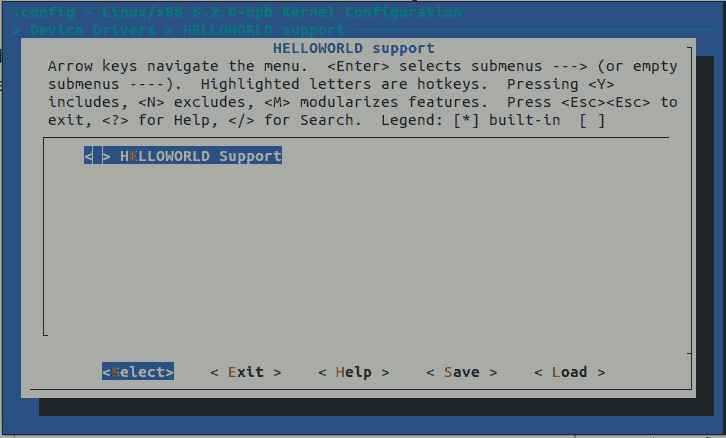 .config - Linux/x86 6.2.0-bpb Kernel Configuration
> Device Drivers > HELLOWORLD support
HELLOWORLD support
Arrow keys navigate the menu.  <Enter> selects submenus ---> (or empty
submenus ----).  Highlighted letters are hotkeys.  Pressing <Y>
includes, <N> excludes, <M> modularizes features.  Press <Esc><Esc> to
exit, <?> for Help, </> for Search.  Legend: [*] built-in  [ ]
< > HELLOWORLD Support
<Select>    < Exit >    < Help >    < Save >    < Load >